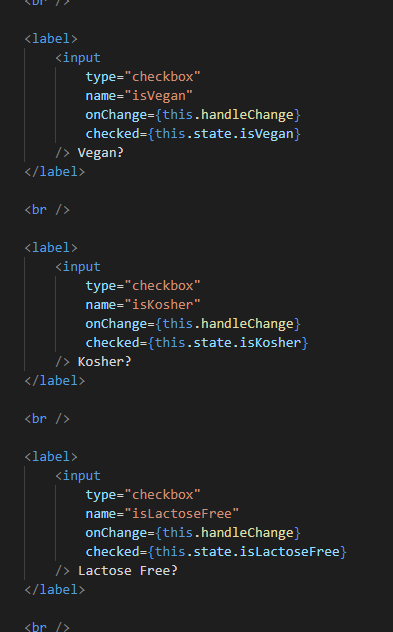 <br />
<label>
<input
type="checkbox"
name="isVegan"
onChange={this.handleChange}
checked={this.state.isVegan}
/> Vegan?
</label>
<br />
<label>
<input
type="checkbox"
name="isKosher"
onChange={this.handleChange}
checked={this.state.isKosher}
/> Kosher?
</label>
<br />
<label>
<input
type="checkbox"
name="isLactoseFree"
onChange={this.handleChange}
checked={this.state.isLactoseFree}
/> Lactose Free?
</label>
<br />